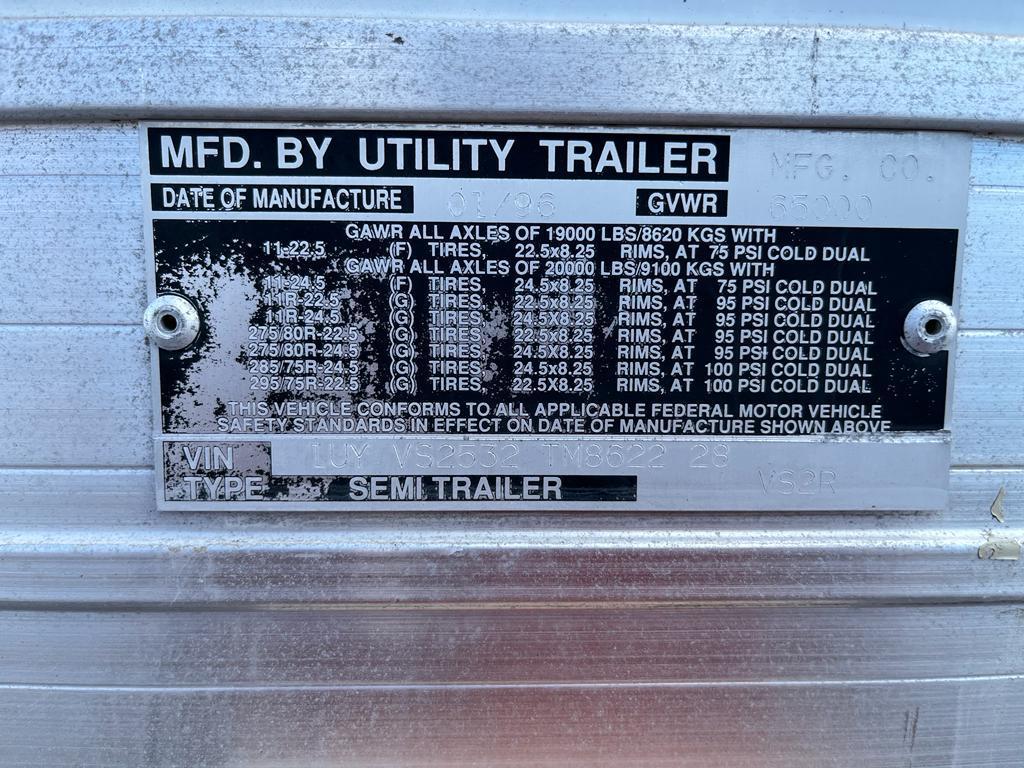 MFD. BY UTILITY TRAILER MFG. CO.
DATE OF MANUFACTURE 01/96 GVWR 65000
GAWR ALL AXLES OF 19000 LBS/8620 KGS WITH
11-22.5 (F) TIRES, 22.5x8.25 RIMS, AT 75 PSI COLD DUAL
GAWR ALL AXLES OF 20000 LBS/9100 KGS WITH
11-24.5 (F) TIRES, 24.5x8.25 RIMS, AT 75 PSI COLD DUAL
11R-22.5 (G) TIRES, 22.5x8.25 RIMS, AT 95 PSI COLD DUAL
11R-24.5 (G) TIRES, 24.5x8.25 RIMS, AT 95 PSI COLD DUAL
275/80R-22.5 (G) TIRES, 22.5x8.25 RIMS, AT 95 PSI COLD DUAL
275/80R-24.5 (G) TIRES, 24.5X8.25 RIMS, AT 95 PSI COLD DUAL
285/75R-24.5 (G) TIRES, 24.5x8.25 RIMS, AT 100 PSI COLD DUAL
295/75R-22.5 (G) TIRES, 22.5X8.25 RIMS, AT 100 PSI COLD DUAL
THIS VEHICLE CONFORMS TO ALL APPLICABLE FEDERAL MOTOR VEHICLE
SAFETY STANDARDS IN EFFECT ON DATE OF MANUFACTURE SHOWN ABOVE
VIN 1UY VS2532 TM8622 28
TYPE SEMI TRAILER VS2R